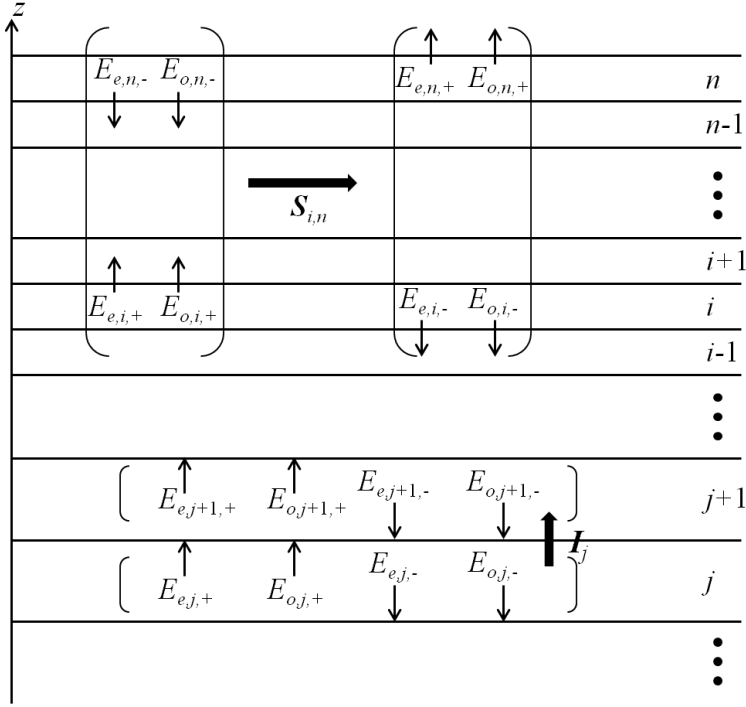 z
E_{e,n,-} E_{o,n,-} E_{e,n,+} E_{o,n,+} n
n-1
S_{i,n}
i+1
E_{e,i,+} E_{o,i,+} E_{e,i,-} E_{o,i,-} i
i-1
E_{e,j+1,+} E_{o,j+1,+} E_{e,j+1,-} E_{o,j+1,-} j+1
I_j
E_{e,j,+} E_{o,j,+} E_{e,j,-} E_{o,j,-} j